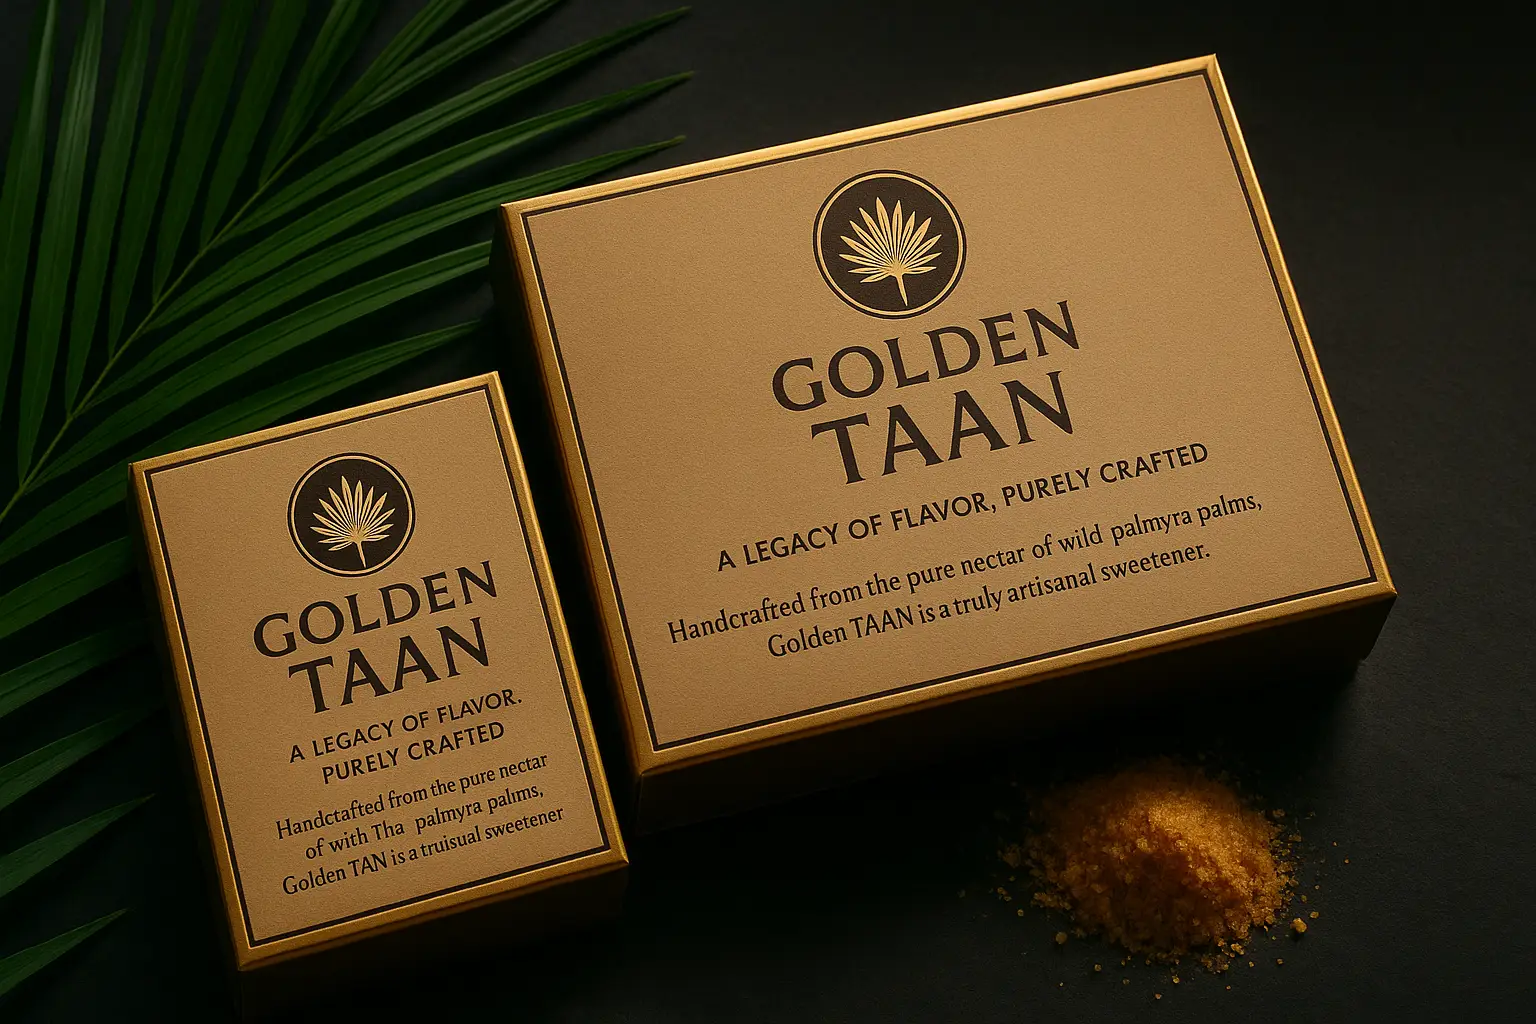 GOLDEN
TAAN
A LEGACY OF FLAVOR.
PURELY CRAFTED
Handctafted from the pure nectar
of with Tha palmyra palms,
Golden TAN is a truisual sweetener
GOLDEN
TAAN
A LEGACY OF FLAVOR, PURELY CRAFTED
Handcrafted from the pure nectar of wild palmyra palms,
Golden TAAN is a truly artisanal sweetener.